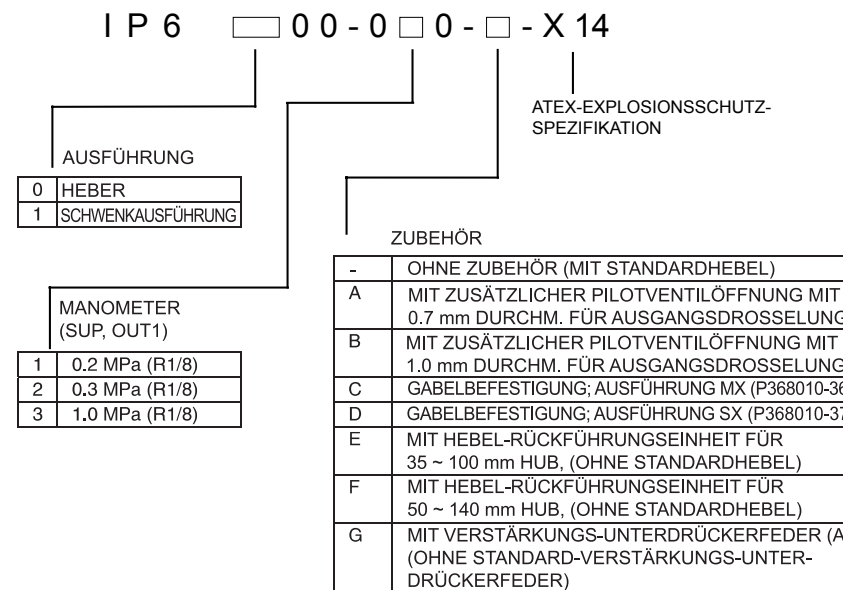 IP6 □00-0□0-□-X14
ATEX-EXPLOSIONSSCHUTZ-
SPEZIFIKATION
AUSFÜHRUNG
0 HEBER
1 SCHWENKAUSFÜHRUNG
MANOMETER
(SUP, OUT1)
1 0.2 MPa (R1/8)
2 0.3 MPa (R1/8)
3 1.0 MPa (R1/8)
ZUBEHÖR
- OHNE ZUBEHÖR (MIT STANDARDHEBEL)
A MIT ZUSÄTZLICHER PILOTVENTILÖFFNUNG MIT
0.7 mm DURCHM. FÜR AUSGANGSDROSSELUNG
B MIT ZUSÄTZLICHER PILOTVENTILÖFFNUNG MIT
1.0 mm DURCHM. FÜR AUSGANGSDROSSELUNG
C GABELBEFESTIGUNG; AUSFÜHRUNG MX (P368010-36
D GABELBEFESTIGUNG; AUSFÜHRUNG SX (P368010-37
E MIT HEBEL-RÜCKFÜHRUNGSEINHEIT FÜR
35 ~ 100 mm HUB, (OHNE STANDARDHEBEL)
F MIT HEBEL-RÜCKFÜHRUNGSEINHEIT FÜR
50 ~ 140 mm HUB, (OHNE STANDARDHEBEL)
G MIT VERSTÄRKUNGS-UNTERDRÜCKERFEDER (A
(OHNE STANDARD-VERSTÄRKUNGS-UNTER-
DRÜCKERFEDER)